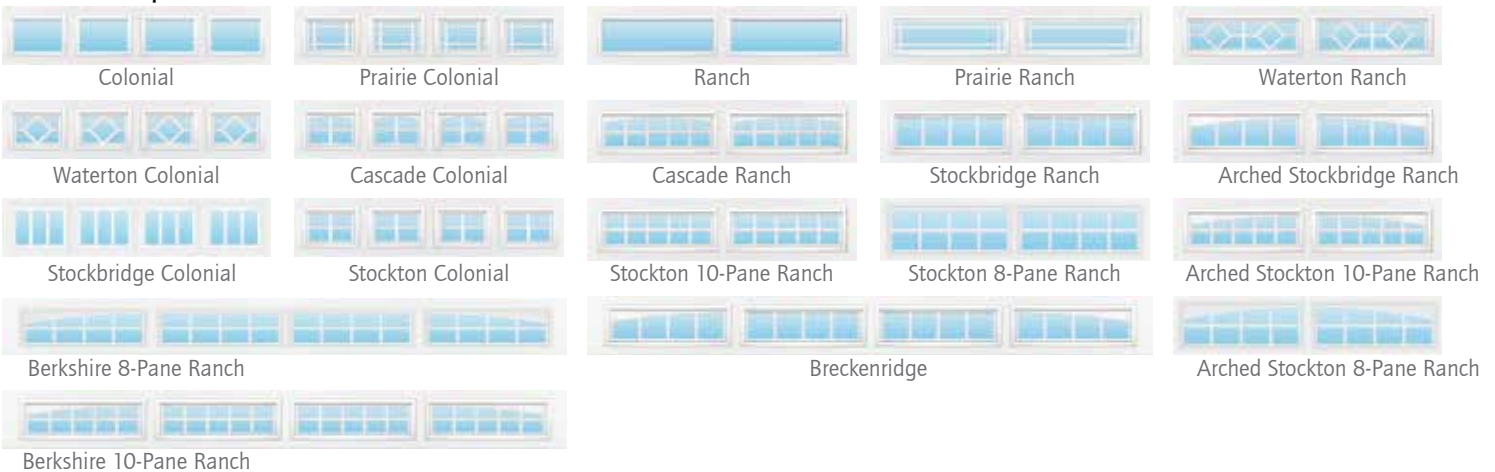 Colonial
Prairie Colonial
Ranch
Prairie Ranch
Waterton Ranch
Waterton Colonial
Cascade Colonial
Cascade Ranch
Stockbridge Ranch
Arched Stockbridge Ranch
Stockbridge Colonial
Stockton Colonial
Stockton 10-Pane Ranch
Stockton 8-Pane Ranch
Arched Stockton 10-Pane Ranch
Berkshire 8-Pane Ranch
Breckenridge
Arched Stockton 8-Pane Ranch
Berkshire 10-Pane Ranch